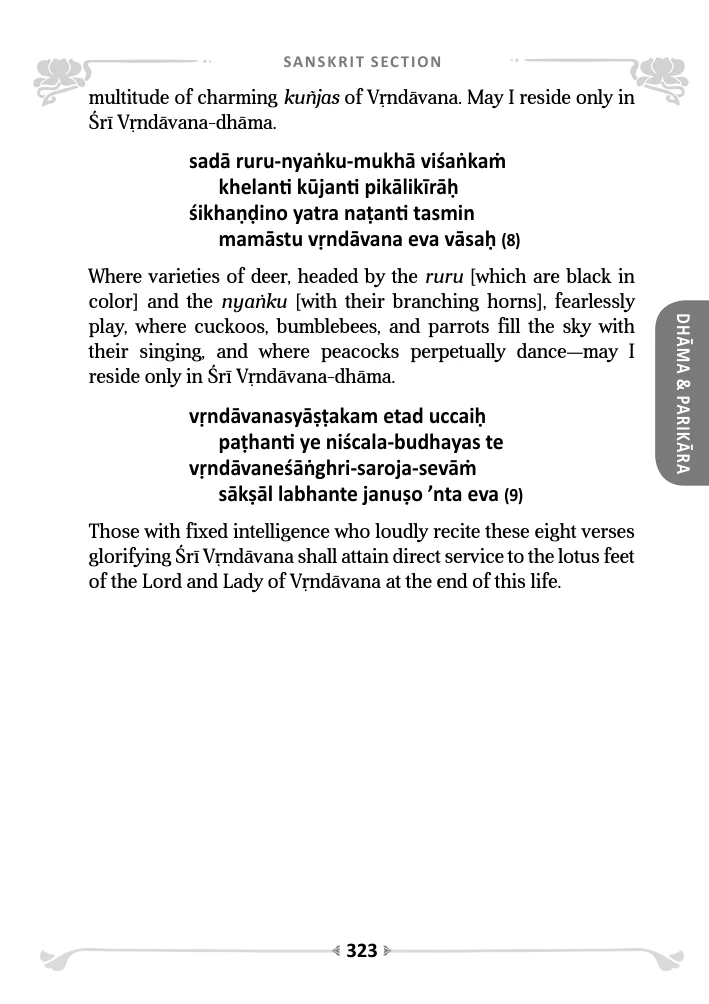 SANSKRIT SECTION
multitude of charming kuñjas of Vṛndāvana. May I reside only in
Śrī Vṛndāvana-dhāma.
sadā ruru-nyaṅku-mukhā viśaṅkaṁ
khelanti kūjanti pikālikīrāḥ
śikhaṇḍino yatra naṭanti tasmin
mamāstu vṛndāvana eva vāsaḥ (8)
Where varieties of deer, headed by the ruru [which are black in
color] and the nyaṅku [with their branching horns], fearlessly
play, where cuckoos, bumblebees, and parrots fill the sky with
their singing, and where peacocks perpetually dance—may I
reside only in Śrī Vṛndāvana-dhāma.
vṛndāvanasyāṣṭakam etad uccaiḥ
paṭhanti ye niścala-budhayas te
vṛndāvaneśāṅghri-saroja-sevāṁ
sākṣāl labhante januṣo ’nta eva (9)
Those with fixed intelligence who loudly recite these eight verses
glorifying Śrī Vṛndāvana shall attain direct service to the lotus feet
of the Lord and Lady of Vṛndāvana at the end of this life.
DHĀMA & PARIKĀRA
323